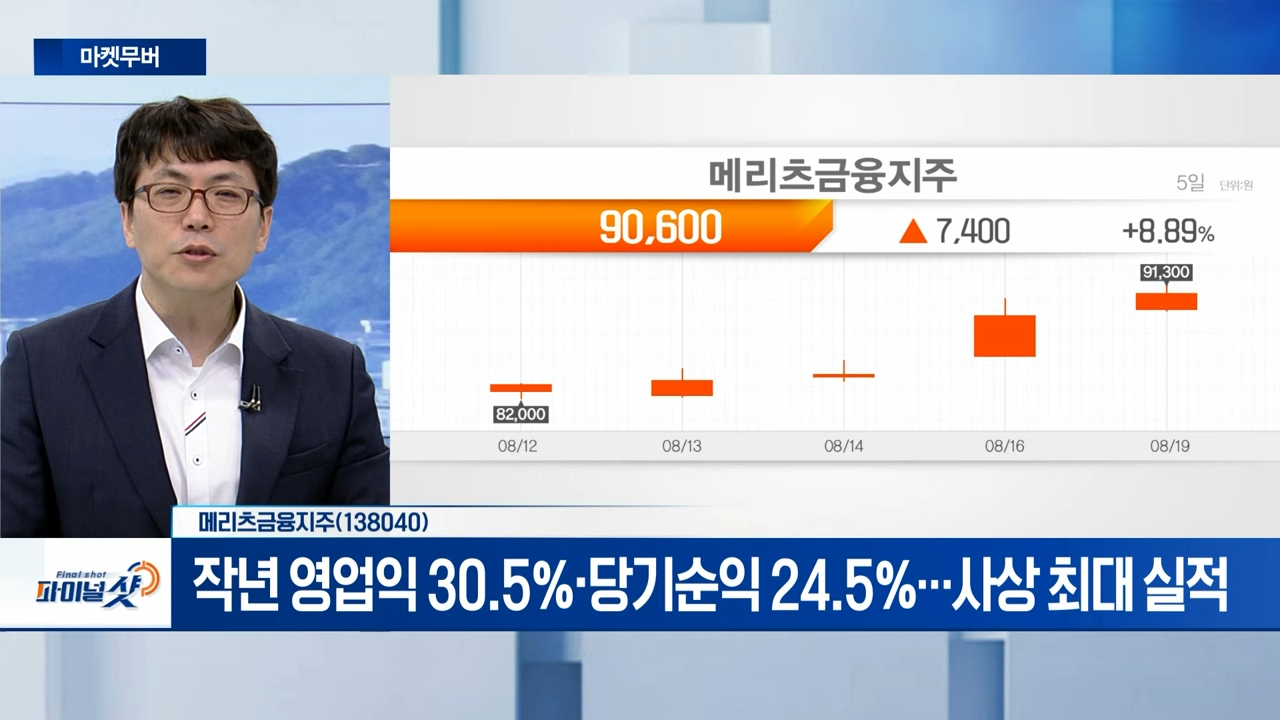 마켓무버
메리츠금융지주
5일 단위:원
90,600 ▲ 7,400 +8.89%
91,300
82,000
08/12 08/13 08/14 08/16 08/19
메리츠금융지주(138040)
Final shot
파이널샷
작년 영업익 30.5%·당기순익 24.5%…사상 최대 실적